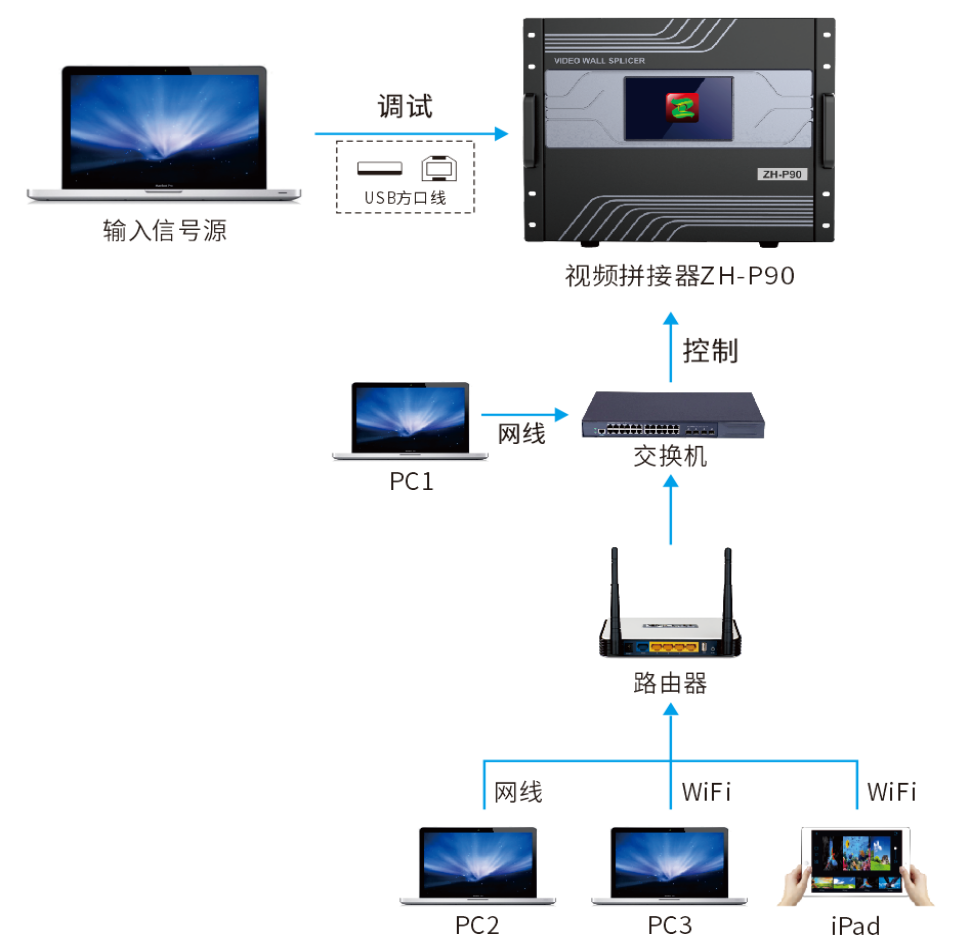 调试
VIDEO WALL SPLICER
USB方口线
ZH-P90
输入信号源
视频拼接器ZH-P90
控制
网线
交换机
PC1
路由器
网线
WiFi
WiFi
PC2
PC3
iPad